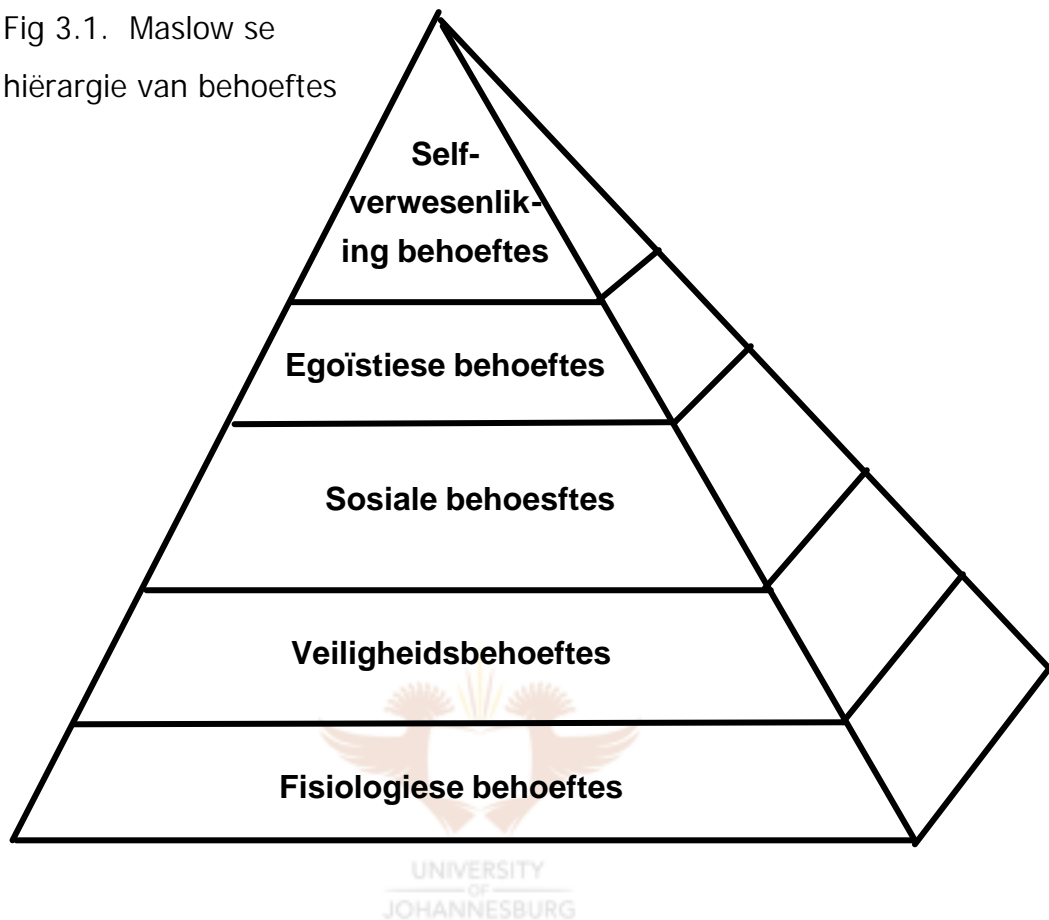 Fig 3.1. Maslow se
hiërargie van behoeftes
Self-
verwesenlik-
ing behoeftes
Egoïstiese behoeftes
Sosiale behoesftes
Veiligheidsbehoeftes
Fisiologiese behoeftes
UNIVERSITY
OF
JOHANNESBURG